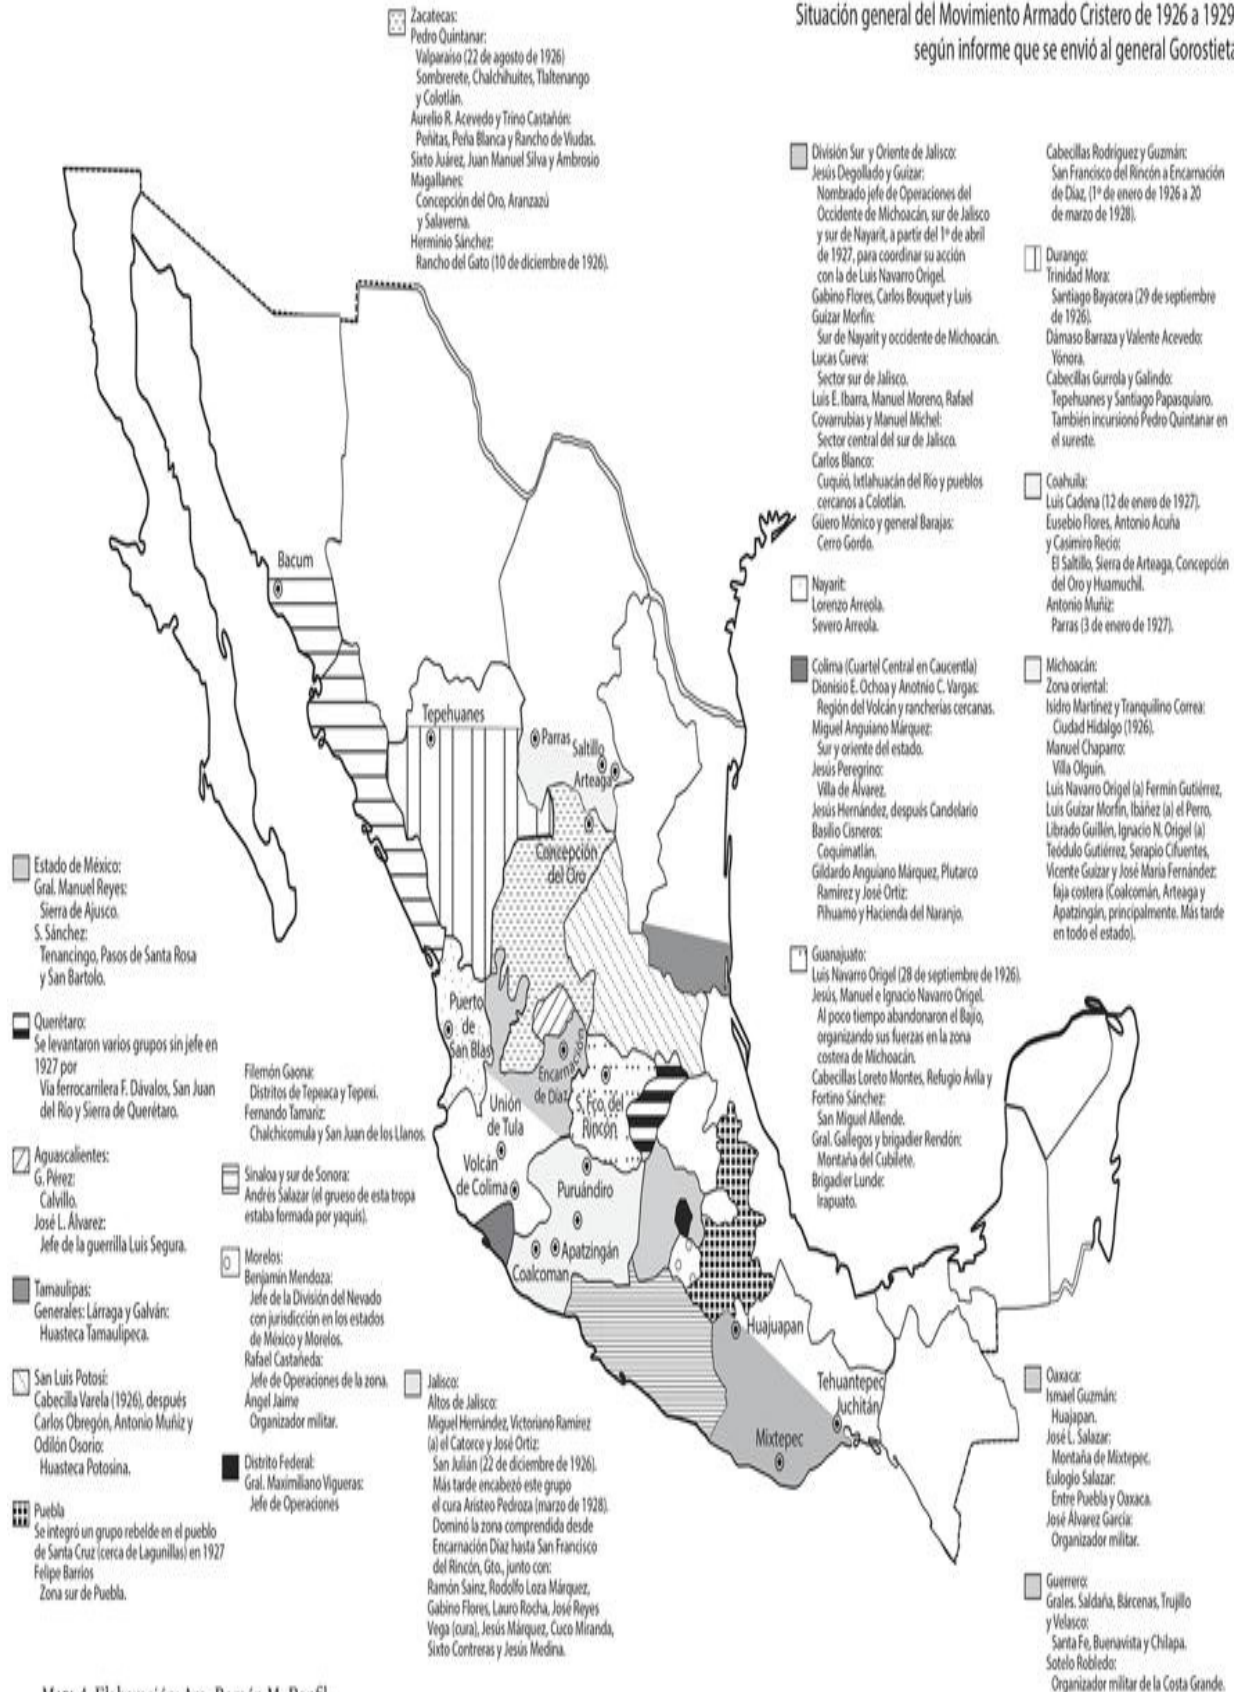 Situación general del Movimiento Armado Cristero de 1926 a 1929
según informe que se envió al general Gorostieta
Zacatecas:
Pedro Quintanar:
Valparaíso (22 de agosto de 1926)
Sombrerete, Chalchihuites, Tlaltenango
y Colotlán.
Aurelio R. Acevedo y Trino Castañón:
Peñitas, Peña Blanca y Rancho de Viudas.
Sixto Juárez, Juan Manuel Silva y Ambrosio
Magallanes:
Concepción del Oro, Aranzazú
y Salaverna.
Herminio Sánchez:
Rancho del Gato (10 de diciembre de 1926).
División Sur y Oriente de Jalisco:
Jesús Degollado y Guízar:
Nombrado jefe de Operaciones del
Occidente de Michoacán, sur de Jalisco
y sur de Nayarit, a partir del 1º de abril
de 1927, para coordinar su acción
con la de Luis Navarro Origel.
Gabino Flores, Carlos Bouquet y Luis
Guízar Morfín:
Sur de Nayarit y occidente de Michoacán.
Lucas Cueva:
Sector sur de Jalisco.
Luis E. Ibarra, Manuel Moreno, Rafael
Covarrubias y Manuel Michel:
Sector central del sur de Jalisco.
Carlos Blanco:
Cuquió, Ixtlahuacán del Río y pueblos
cercanos a Colotlán.
Güero Mónico y general Barajas:
Cerro Gordo.
Nayarit:
Lorenzo Arreola.
Severo Arreola.
Colima (Cuartel Central en Caucentla)
Dionisio E. Ochoa y Anotnio C. Vargas:
Región del Volcán y rancherías cercanas.
Miguel Anguiano Márquez:
Sur y oriente del estado.
Jesús Peregrino:
Villa de Álvarez.
Jesús Hernández, después Candelario
Basilio Cisneros:
Coquimatlán.
Gildardo Anguiano Márquez, Plutarco
Ramírez y José Ortiz:
Pihuamo y Hacienda del Naranjo.
Guanajuato:
Luis Navarro Origel (28 de septiembre de 1926).
Jesús, Manuel e Ignacio Navarro Origel.
Al poco tiempo abandonaron el Bajío,
organizando sus fuerzas en la zona
costera de Michoacán.
Cabecillas Loreto Montes, Refugio Ávila y
Fortino Sánchez:
San Miguel Allende.
Gral. Gallegos y brigadier Rendón:
Montaña del Cubilete.
Brigadier Lunde:
Irapuato.
Cabecillas Rodríguez y Guzmán:
San Francisco del Rincón a Encarnación
de Díaz, (1º de enero de 1926 a 20
de marzo de 1928).
Durango:
Trinidad Mora:
Santiago Bayacora (29 de septiembre
de 1926).
Dámaso Barraza y Valente Acevedo:
Yónora.
Cabecillas Gurrola y Galindo:
Tepehuanes y Santiago Papasquiaro.
También incursionó Pedro Quintanar en
el sureste.
Coahuila:
Luis Cadena (12 de enero de 1927).
Eusebio Flores, Antonio Acuña
y Casimiro Recio:
El Saltillo, Sierra de Arteaga, Concepción
del Oro y Huamuchil.
Antonio Muñiz:
Parras (3 de enero de 1927).
Michoacán:
Zona oriental:
Isidro Martínez y Tranquilino Correa:
Ciudad Hidalgo (1926).
Manuel Chaparro:
Villa Olguín.
Luis Navarro Origel (a) Fermín Gutiérrez,
Luis Guízar Morfín, Ibáñez (a) el Perro,
Librado Guillén, Ignacio N. Origel (a)
Teódulo Gutiérrez, Serapio Cifuentes,
Vicente Guízar y José María Fernández:
faja costera (Coalcomán, Arteaga y
Apatzingán, principalmente. Más tarde
en todo el estado).
Bacum
Tepehuanes
Parras
Saltillo
Arteaga
Concepción
del Oro
Puerto
de
San Blas
Encarnación
de Díaz
S. Fco. del
Rincón
Unión
de Tula
Volcán
de Colima
Puruándiro
Apatzingán
Coalcoman
Huajuapan
Tehuantepec
Juchitán
Mixtepec
Estado de México:
Gral. Manuel Reyes:
Sierra de Ajusco.
S. Sánchez:
Tenancingo, Pasos de Santa Rosa
y San Bartolo.
Querétaro:
Se levantaron varios grupos sin jefe en
1927 por
Vía ferrocarrilera F. Dávalos, San Juan
del Río y Sierra de Querétaro.
Aguascalientes:
G. Pérez:
Calvillo.
José L. Álvarez:
Jefe de la guerrilla Luis Segura.
Tamaulipas:
Generales: Lárraga y Galván:
Huasteca Tamaulipeca.
San Luis Potosí:
Cabecilla Varela (1926), después
Carlos Obregón, Antonio Muñiz y
Odilón Osorio:
Huasteca Potosina.
Puebla
Se integró un grupo rebelde en el pueblo
de Santa Cruz (cerca de Lagunillas) en 1927
Felipe Barrios
Zona sur de Puebla.
Filemón Gaona:
Distritos de Tepeaca y Tepexi.
Fernando Tamariz:
Chalchicomula y San Juan de los Llanos.
Sinaloa y sur de Sonora:
Andrés Salazar (el grueso de esta tropa
estaba formada por yaquis).
Morelos:
Benjamín Mendoza:
Jefe de la División del Nevado
con jurisdicción en los estados
de México y Morelos.
Rafael Castañeda:
Jefe de Operaciones de la zona.
Ángel Jaime
Organizador militar.
Distrito Federal:
Gral. Maximiliano Vigueras:
Jefe de Operaciones
Jalisco:
Altos de Jalisco:
Miguel Hernández, Victoriano Ramírez
(a) el Catorce y José Ortiz:
San Julián (22 de diciembre de 1926).
Más tarde encabezó este grupo
el cura Aristeo Pedroza (marzo de 1928).
Dominó la zona comprendida desde
Encarnación Díaz hasta San Francisco
del Rincón, Gto., junto con:
Ramón Sainz, Rodolfo Loza Márquez,
Gabino Flores, Lauro Rocha, José Reyes
Vega (cura), Jesús Márquez, Cuco Miranda,
Sixto Contreras y Jesús Medina.
Oaxaca:
Ismael Guzmán:
Huajapan.
José L. Salazar:
Montaña de Mixtepec.
Eulogio Salazar:
Entre Puebla y Oaxaca.
José Álvarez García:
Organizador militar.
Guerrero:
Grales. Saldaña, Bárcenas, Trujillo
y Velasco:
Santa Fe, Buenavista y Chilapa.
Sotelo Robledo:
Organizador militar de la Costa Grande.